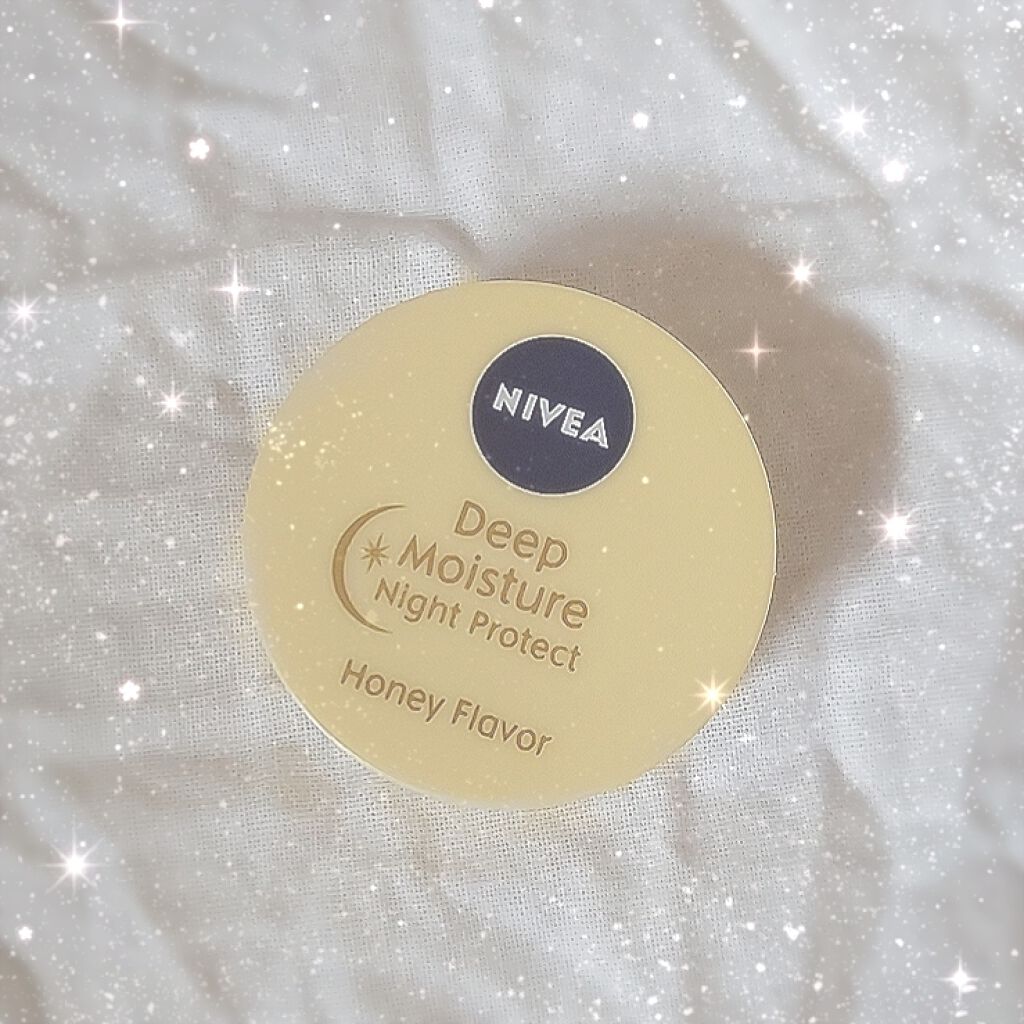 NIVEA
Deep
Moisture
Night Protect
Honey Flavor